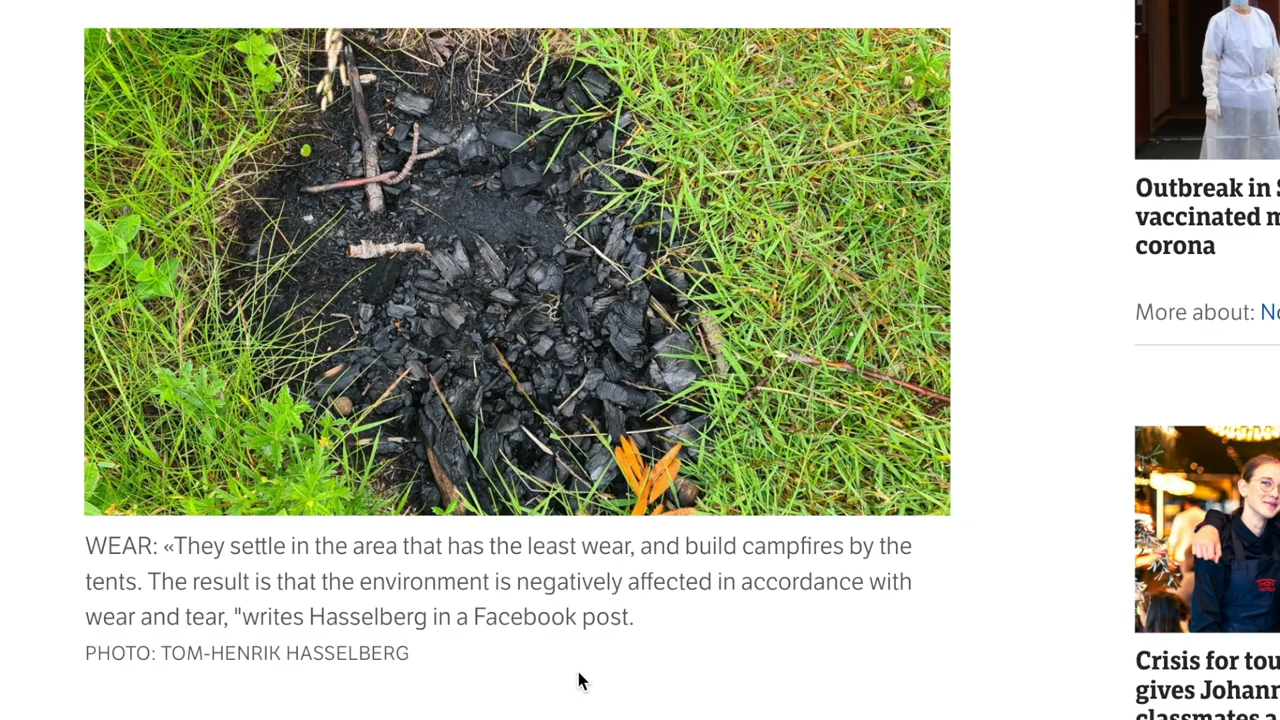 WEAR: «They settle in the area that has the least wear, and build campfires by the
tents. The result is that the environment is negatively affected in accordance with
wear and tear, "writes Hasselberg in a Facebook post.
PHOTO: TOM-HENRIK HASSELBERG
Outbreak in
vaccinated
corona
More about:
Crisis for
gives
classmates